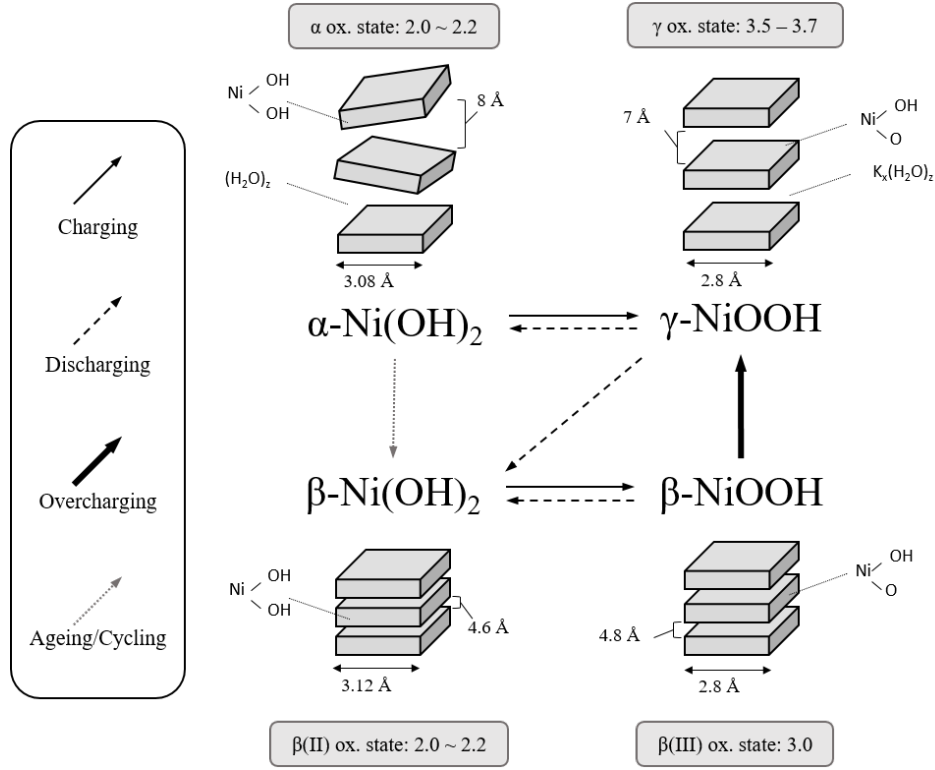 α ox. state: 2.0 ~ 2.2
γ ox. state: 3.5 – 3.7
Ni
OH
OH
8 Å
(H₂O)z
3.08 Å
7 Å
Ni
OH
O
Kₓ(H₂O)z
2.8 Å
Charging
Discharging
Overcharging
Ageing/Cycling
α-Ni(OH)₂
γ-NiOOH
β-Ni(OH)₂
β-NiOOH
Ni
OH
OH
4.6 Å
3.12 Å
4.8 Å
Ni
OH
O
2.8 Å
β(II) ox. state: 2.0 ~ 2.2
β(III) ox. state: 3.0